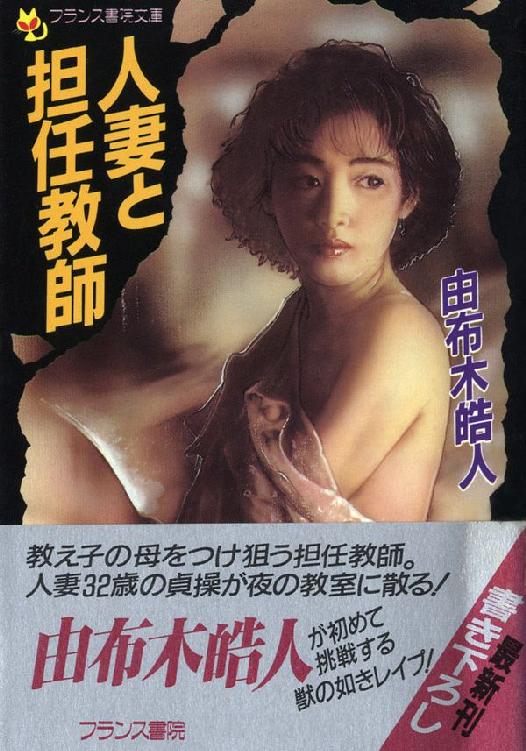 フランス書院文庫
人妻と
担任教師
由布木皓人
教え子の母をつけ狙う担任教師。
人妻32歳の貞操が夜の教室に散る!
由布木皓人が初めて
挑戦する
獣の如きレイプ!
最新刊
書き下ろし
フランス書院